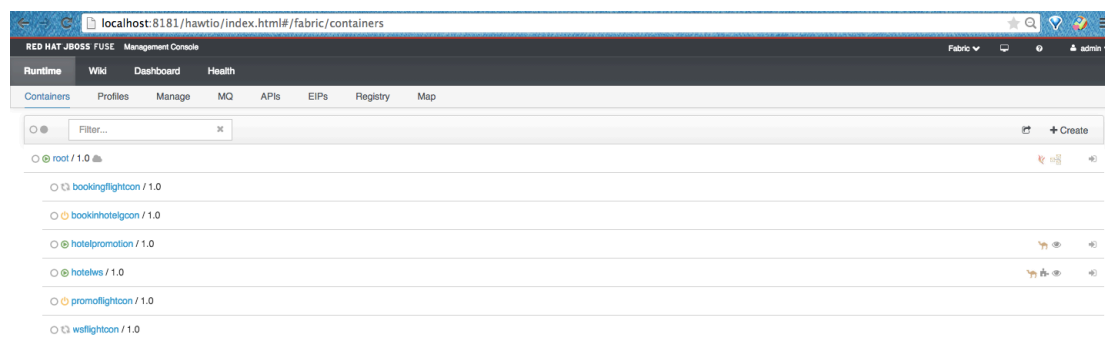 localhost:8181/hawtio/index.html#/fabric/containers
RED HAT JBOSS FUSE Management Console Fabric admin
Runtime Wiki Dashboard Health
Containers Profiles Manage MQ APIs EIPs Registry Map
Filter... Create
root / 1.0
bookingflightcon / 1.0
bookinhotelgcon / 1.0
hotelpromotion / 1.0
hotelws / 1.0
promoflightcon / 1.0
wsflightcon / 1.0